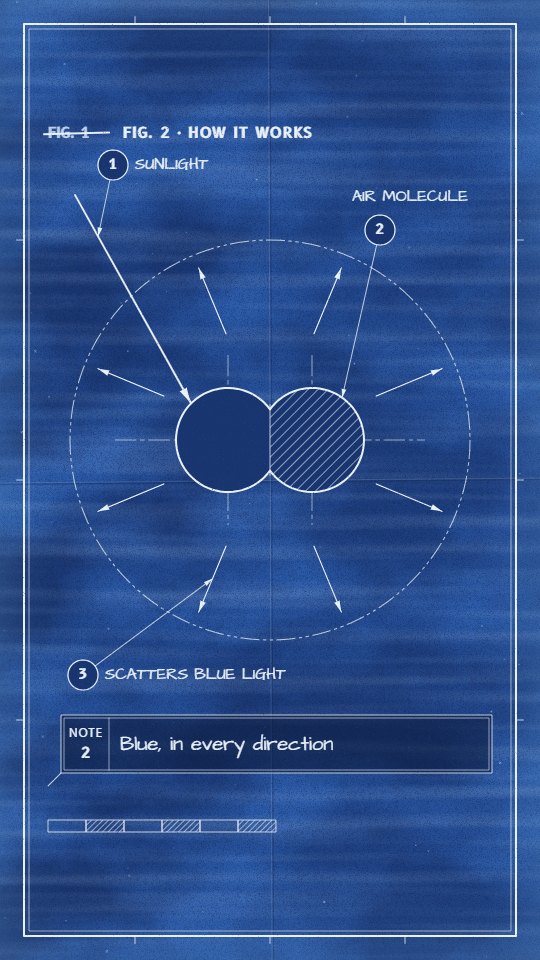 FIG. 1 FIG. 2 · HOW IT WORKS
1 SUNLIGHT
AIR MOLECULE
2
3 SCATTERS BLUE LIGHT
NOTE
2
Blue, in every direction